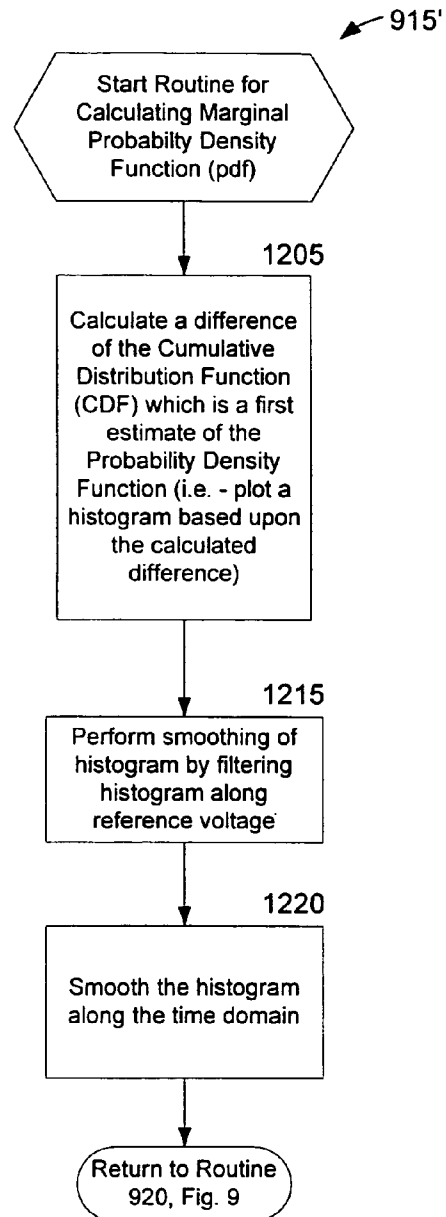 915'
Start Routine for
Calculating Marginal
Probabilty Density
Function (pdf)
1205
Calculate a difference
of the Cumulative
Distribution Function
(CDF) which is a first
estimate of the
Probability Density
Function (i.e. - plot a
histogram based upon
the calculated
difference)
1215
Perform smoothing of
histogram by filtering
histogram along
reference voltage
1220
Smooth the histogram
along the time domain
Return to Routine
920, Fig. 9